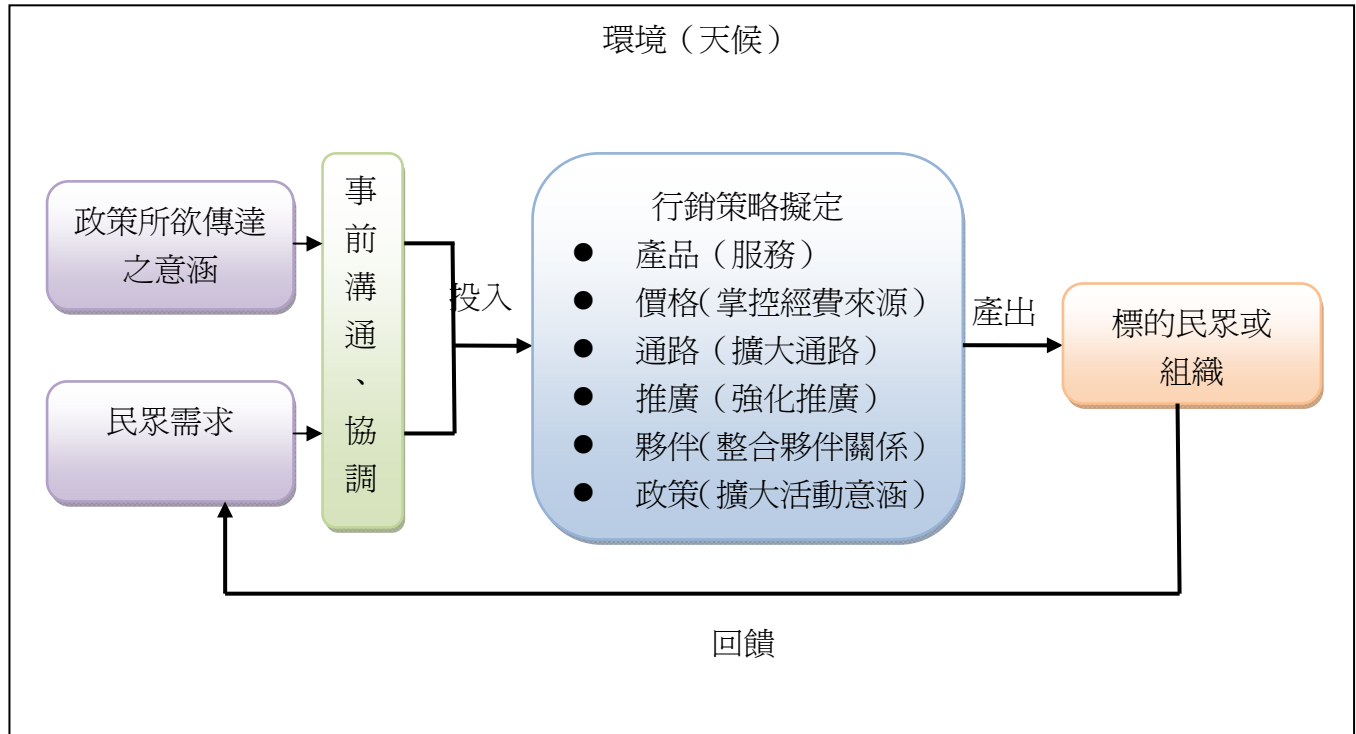 環境（天候）
政策所欲傳達
之意涵
民眾需求
事
前
溝
通
、
協
調
投入
行銷策略擬定
● 產品（服務）
● 價格(掌控經費來源）
● 通路（擴大通路）
● 推廣（強化推廣）
● 夥伴(整合夥伴關係）
● 政策(擴大活動意涵）
產出
標的民眾或
組織
回饋